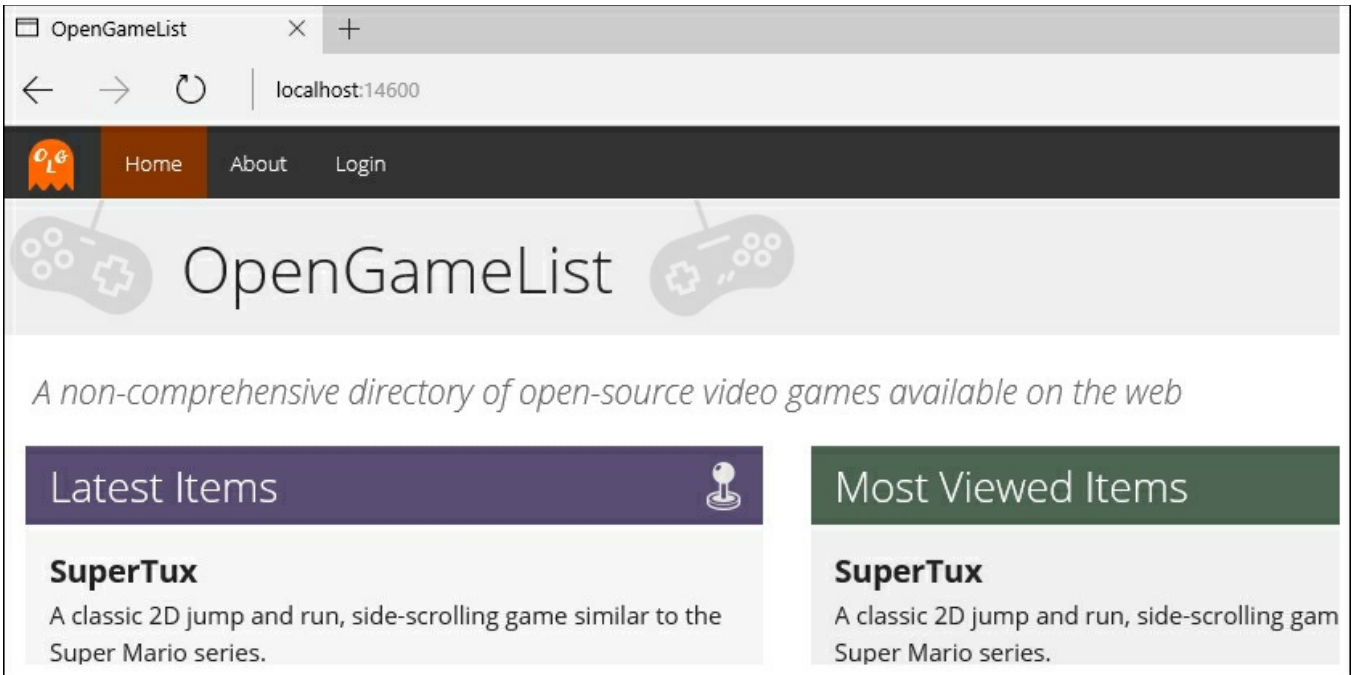 OpenGameList
localhost:14600
OLG
Home About Login
OpenGameList
A non-comprehensive directory of open-source video games available on the web
Latest Items
SuperTux
A classic 2D jump and run, side-scrolling game similar to the
Super Mario series.
Most Viewed Items
SuperTux
A classic 2D jump and run, side-scrolling gam
Super Mario series.